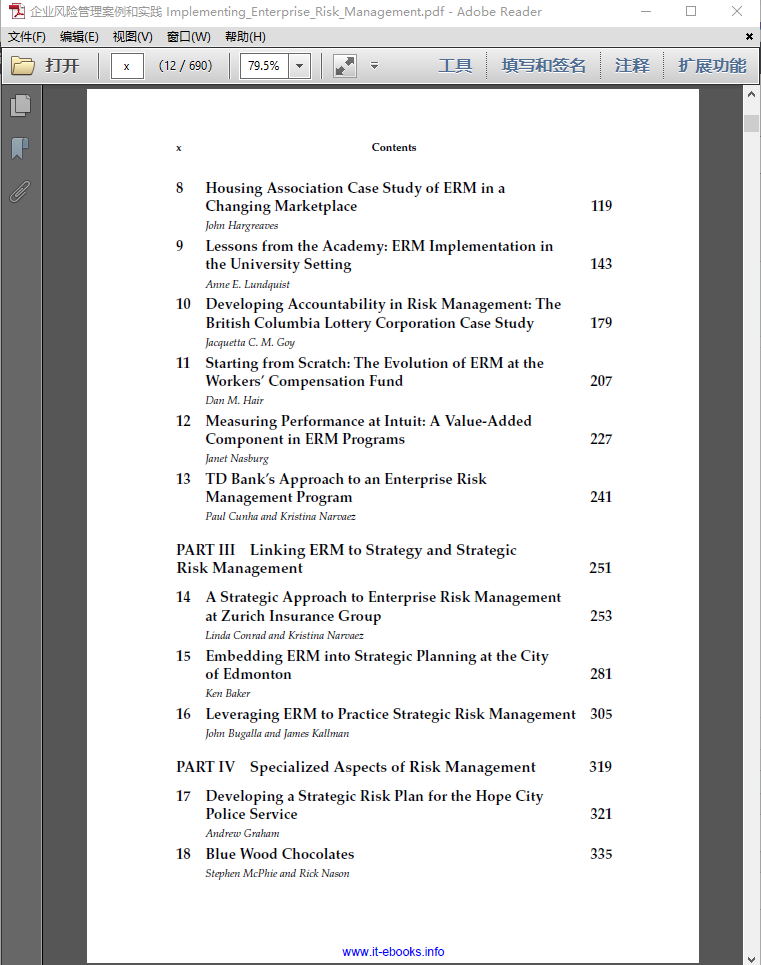 企业风险管理案例和实践 Implementing_Enterprise_Risk_Management.pdf - Adobe Reader
文件(F) 编辑(E) 视图(V) 窗口(W) 帮助(H)
打开 x (12 / 690) 79.5% 工具 填写和签名 注释 扩展功能
x Contents
8 Housing Association Case Study of ERM in a
Changing Marketplace 119
John Hargreaves
9 Lessons from the Academy: ERM Implementation in
the University Setting 143
Anne E. Lundquist
10 Developing Accountability in Risk Management: The
British Columbia Lottery Corporation Case Study 179
Jacquetta C. M. Goy
11 Starting from Scratch: The Evolution of ERM at the
Workers’ Compensation Fund 207
Dan M. Hair
12 Measuring Performance at Intuit: A Value-Added
Component in ERM Programs 227
Janet Nasburg
13 TD Bank’s Approach to an Enterprise Risk
Management Program 241
Paul Cunha and Kristina Narvaez
PART III Linking ERM to Strategy and Strategic
Risk Management 251
14 A Strategic Approach to Enterprise Risk Management
at Zurich Insurance Group 253
Linda Conrad and Kristina Narvaez
15 Embedding ERM into Strategic Planning at the City
of Edmonton 281
Ken Baker
16 Leveraging ERM to Practice Strategic Risk Management 305
John Bugalla and James Kallman
PART IV Specialized Aspects of Risk Management 319
17 Developing a Strategic Risk Plan for the Hope City
Police Service 321
Andrew Graham
18 Blue Wood Chocolates 335
Stephen McPhie and Rick Nason
www.it-ebooks.info